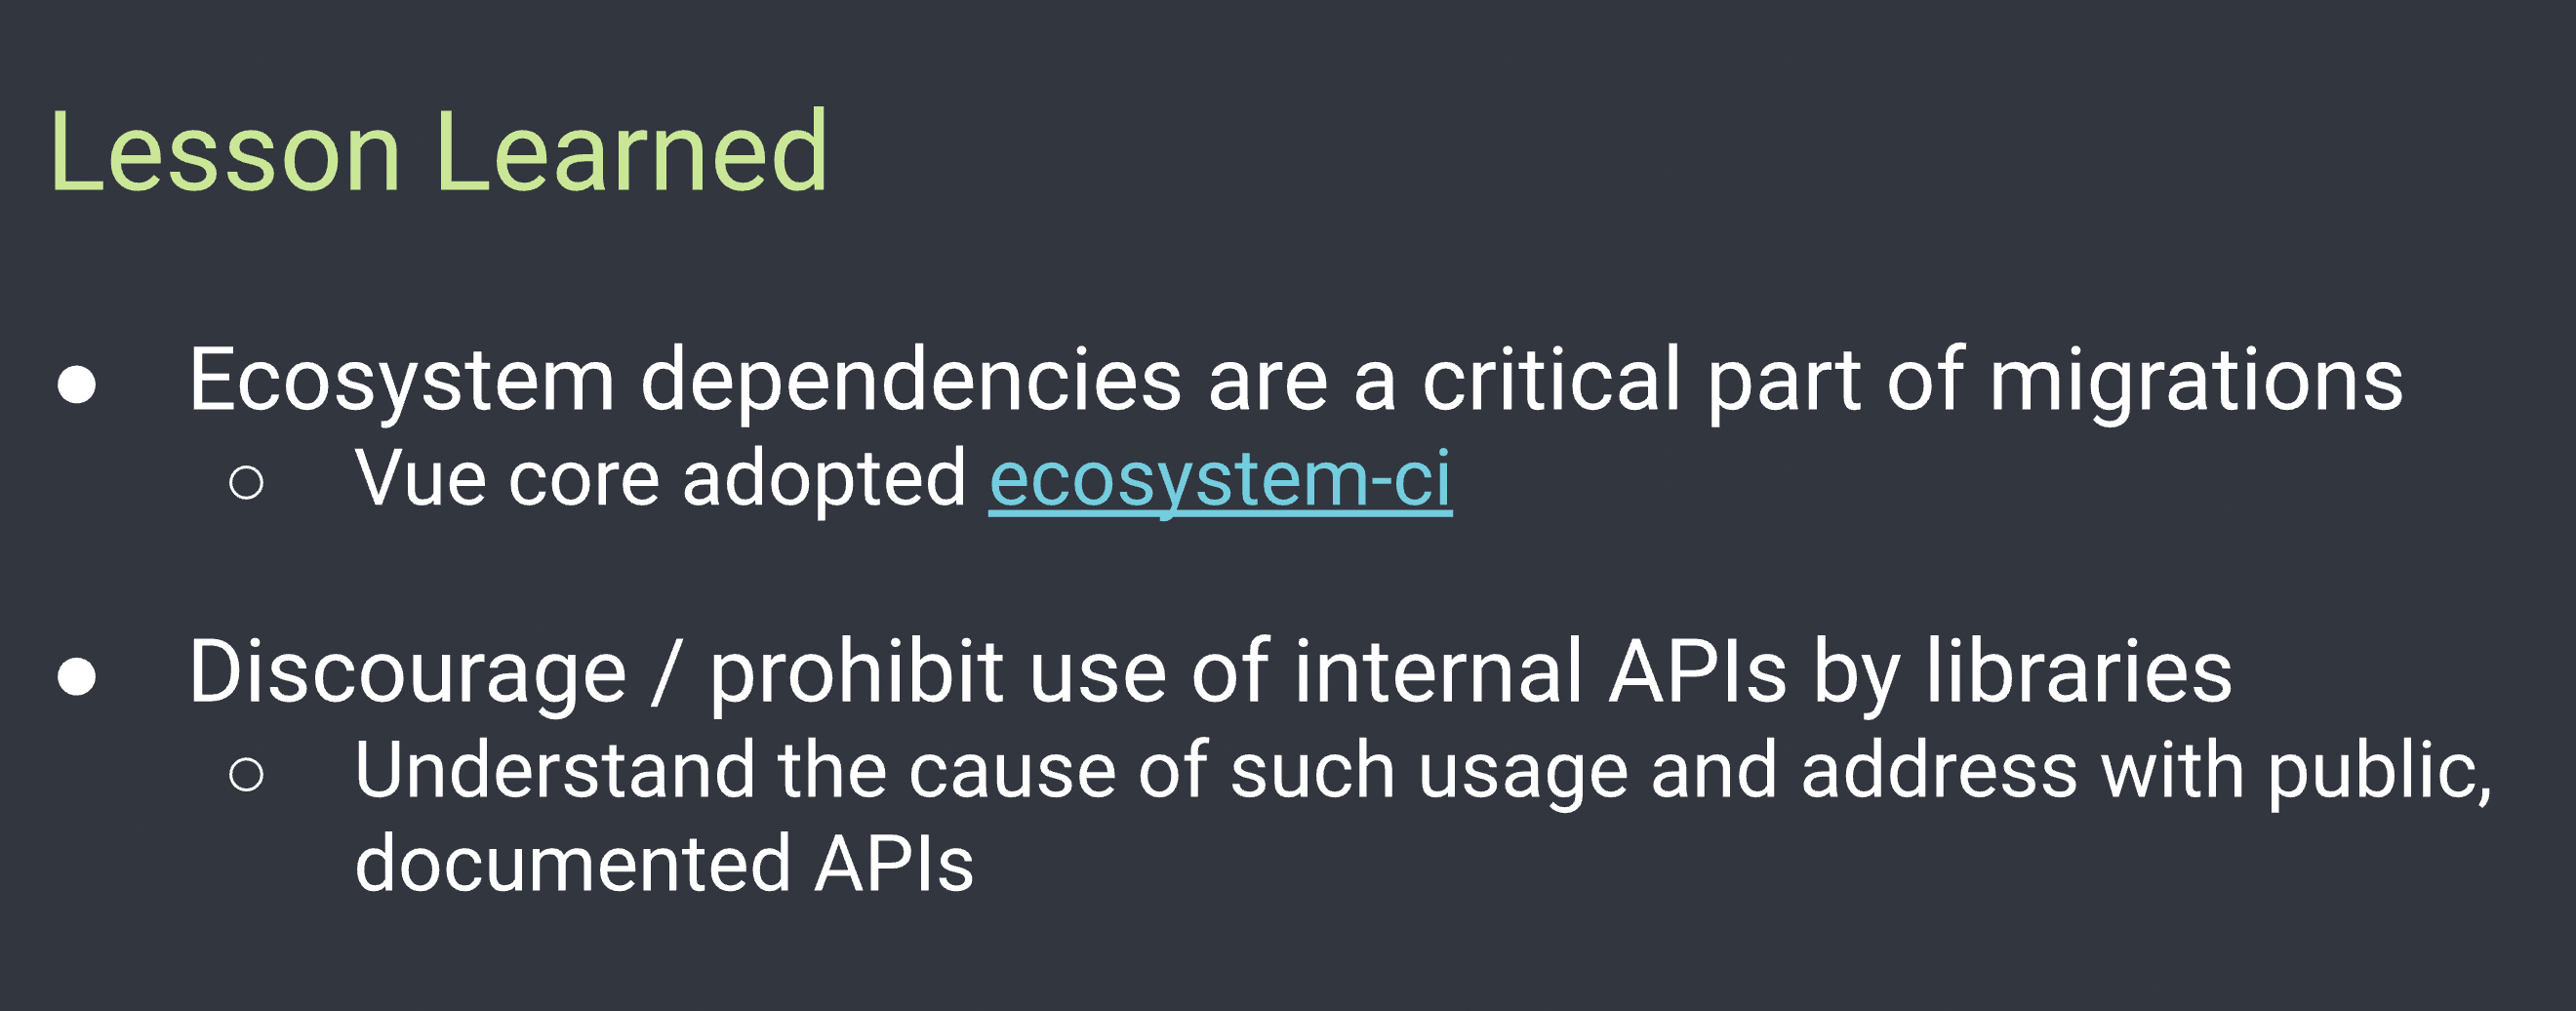 Lesson Learned
● Ecosystem dependencies are a critical part of migrations
○ Vue core adopted ecosystem-ci
● Discourage / prohibit use of internal APIs by libraries
○ Understand the cause of such usage and address with public,
documented APIs